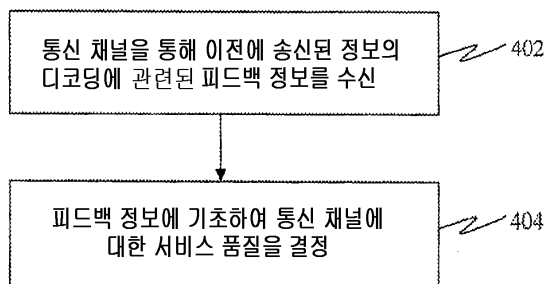 통신 채널을 통해 이전에 송신된 정보의
디코딩에 관련된 피드백 정보를 수신
402
피드백 정보에 기초하여 통신 채널에
대한 서비스 품질을 결정
404